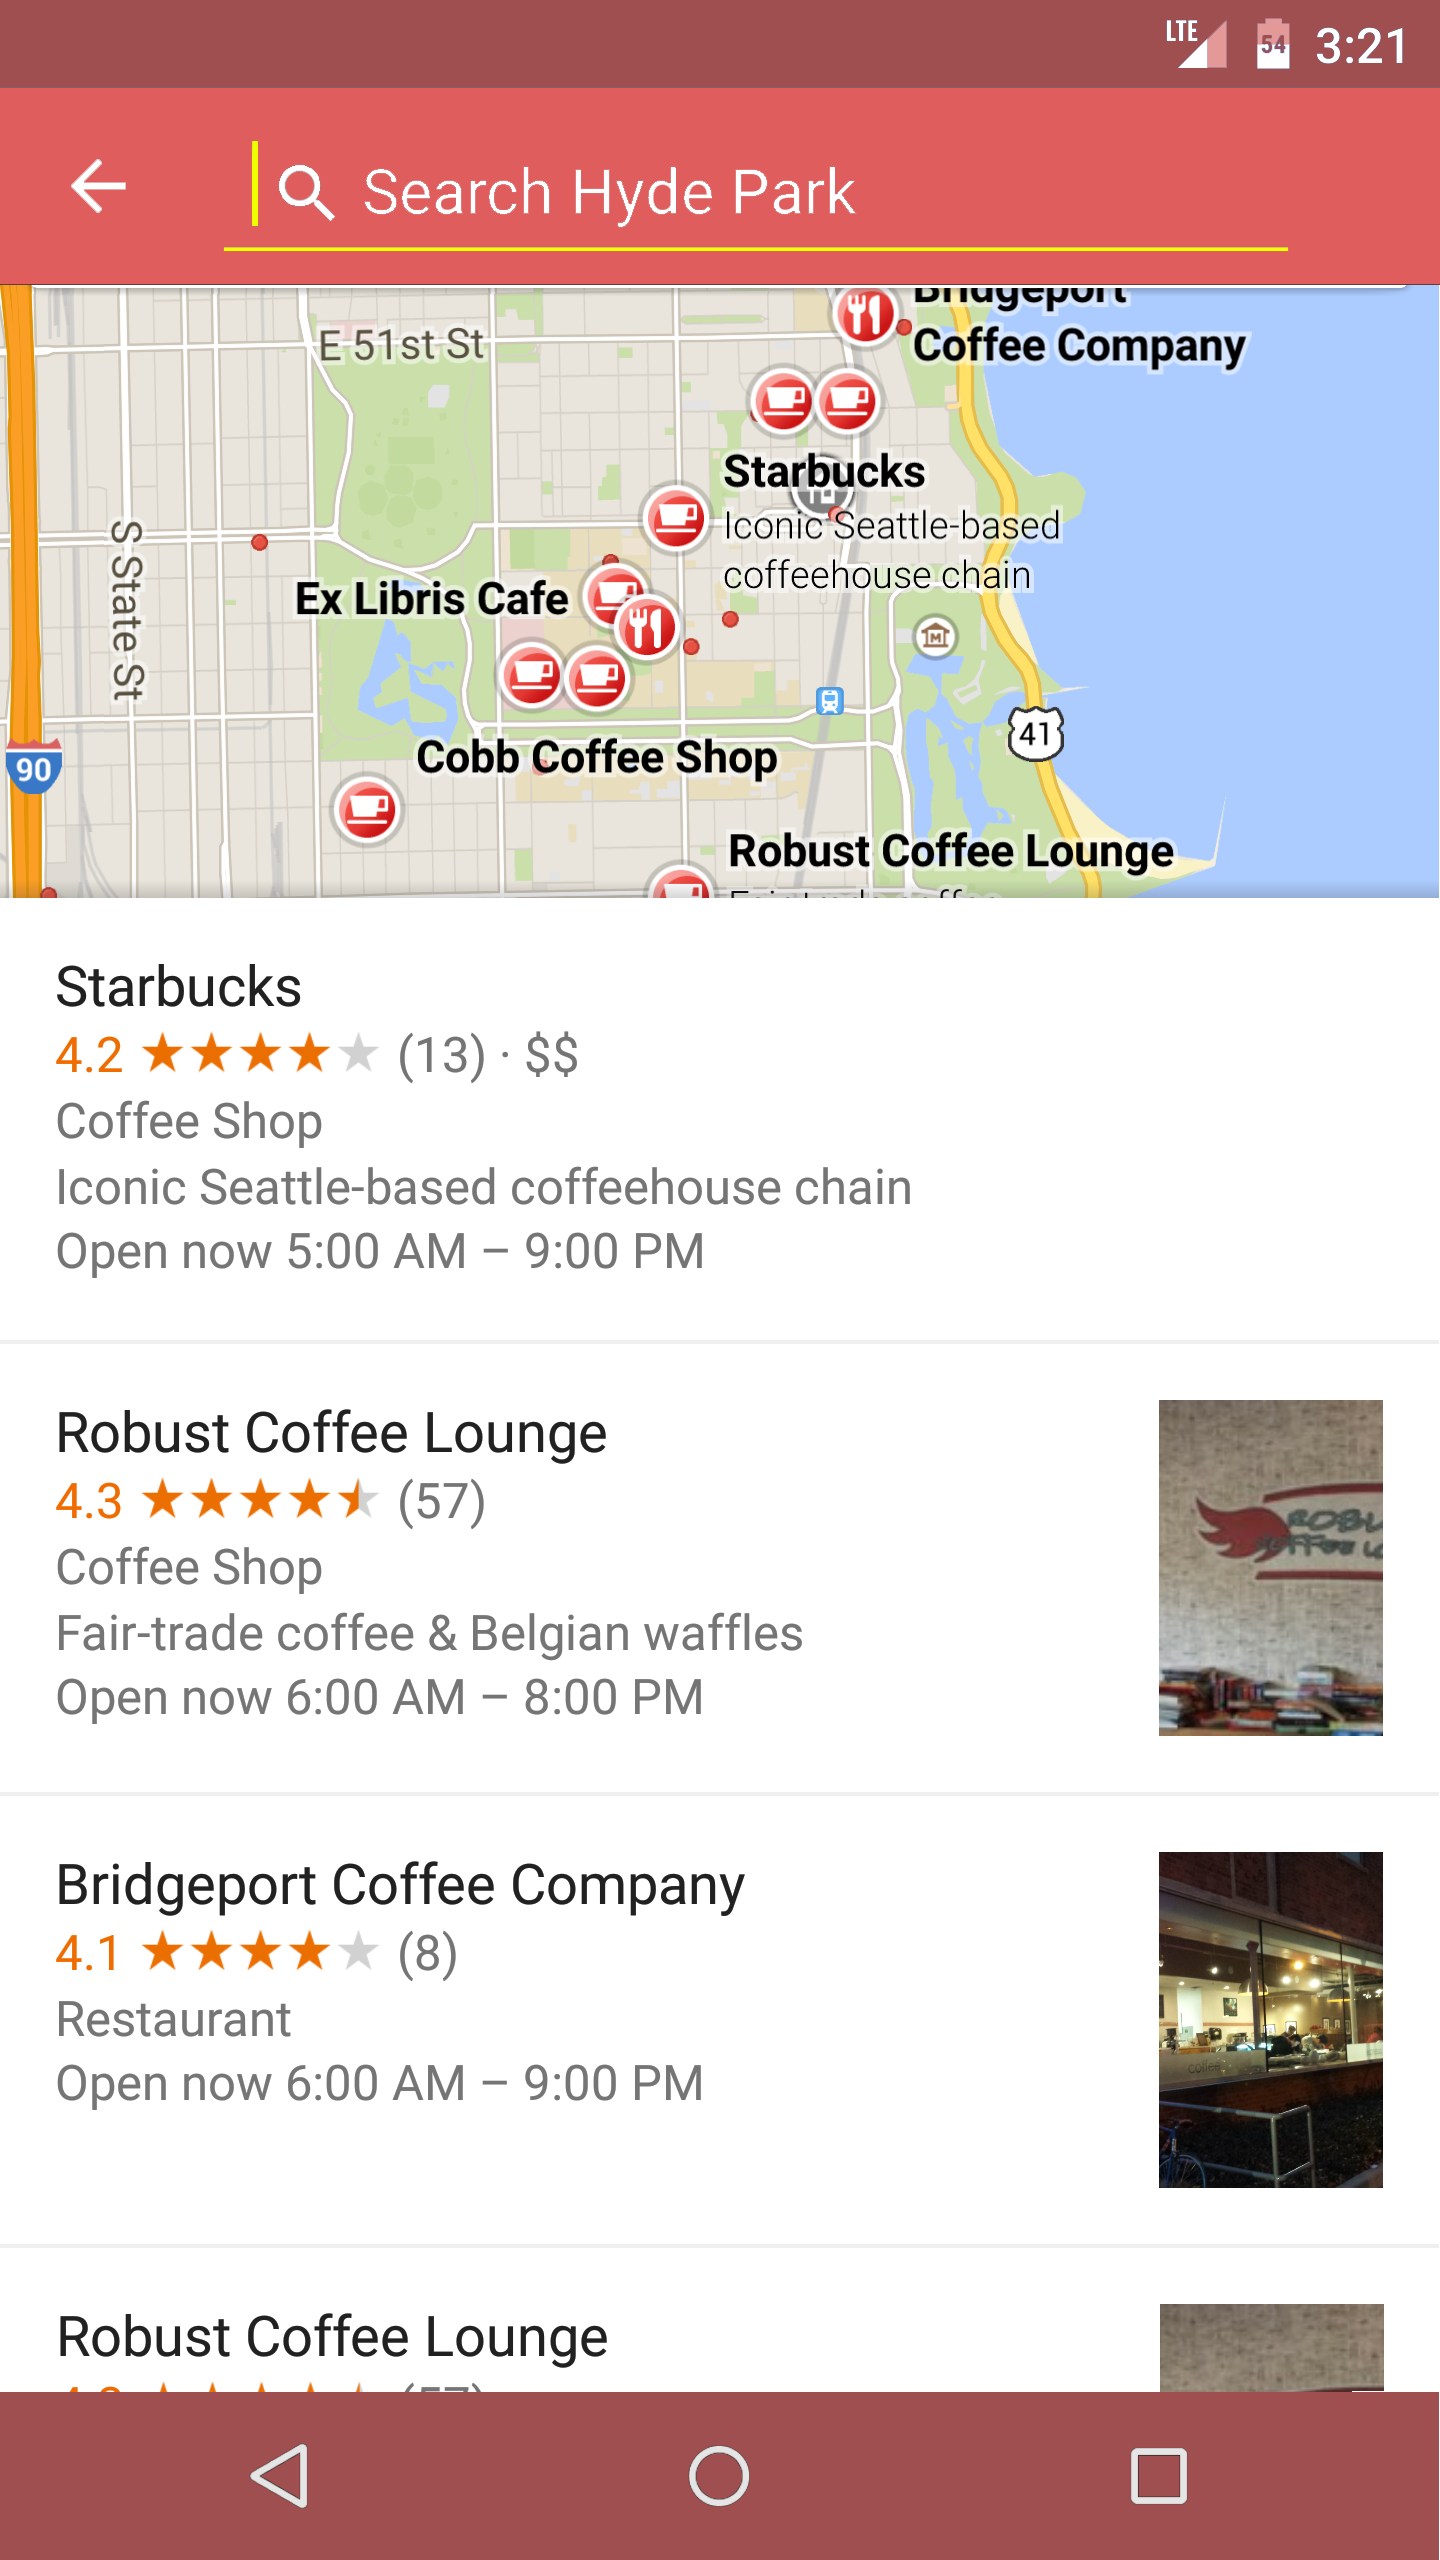 LTE 54 3:21
Search Hyde Park
Bridgeport
Coffee Company
E 51st St
Starbucks
Iconic Seattle-based
coffeehouse chain
S State St
Ex Libris Cafe
41
90
Cobb Coffee Shop
Robust Coffee Lounge
Starbucks
4.2 (13) · $$
Coffee Shop
Iconic Seattle-based coffeehouse chain
Open now 5:00 AM – 9:00 PM
Robust Coffee Lounge
4.3 (57)
Coffee Shop
Fair-trade coffee & Belgian waffles
Open now 6:00 AM – 8:00 PM
Bridgeport Coffee Company
4.1 (8)
Restaurant
Open now 6:00 AM – 9:00 PM
coffee
Robust Coffee Lounge